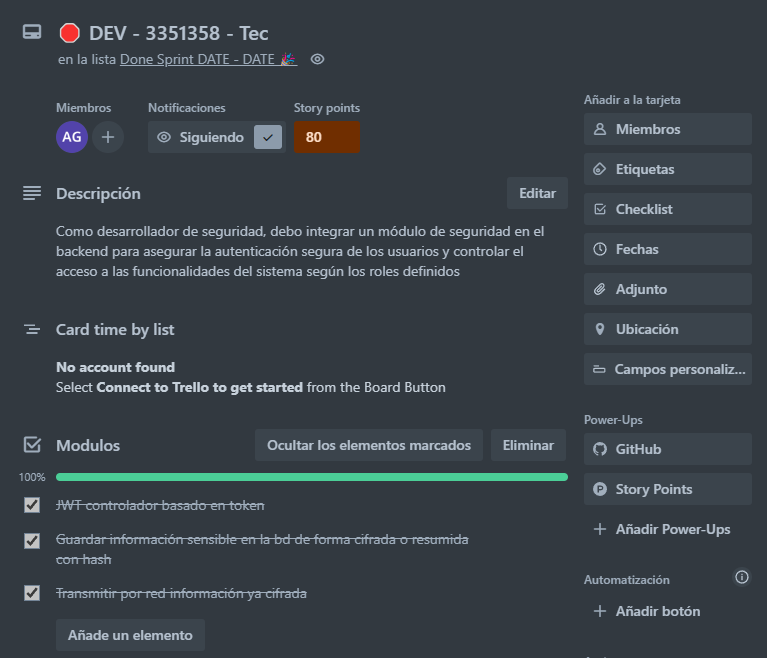 DEV - 3351358 - Tec
en la lista Done Sprint DATE - DATE 🎉
Miembros
Notificaciones
Story points
AG
Siguiendo
80
Descripción
Editar
Como desarrollador de seguridad, debo integrar un módulo de seguridad en el
backend para asegurar la autenticación segura de los usuarios y controlar el
acceso a las funcionalidades del sistema según los roles definidos
Card time by list
No account found
Select Connect to Trello to get started from the Board Button
Modulos
Ocultar los elementos marcados
Eliminar
100%
JWT controlador basado en token
Guardar información sensible en la bd de forma cifrada o resumida
con hash
Transmitir por red información ya cifrada
Añade un elemento
Añadir a la tarjeta
Miembros
Etiquetas
Checklist
Fechas
Adjunto
Ubicación
Campos personaliz...
Power-Ups
GitHub
Story Points
Añadir Power-Ups
Automatización
Añadir botón